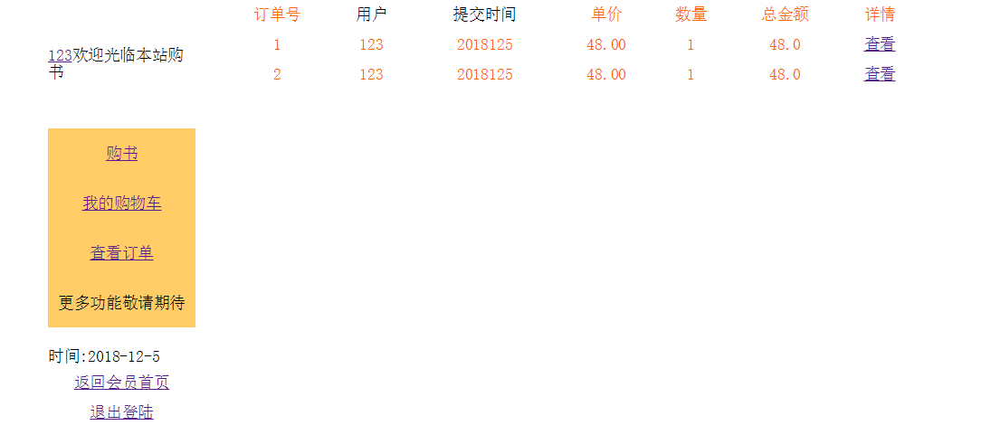 订单号 用户 提交时间 单价 数量 总金额 详情
1 123 2018125 48.00 1 48.0 查看
2 123 2018125 48.00 1 48.0 查看
123欢迎光临本站购
书
购书
我的购物车
查看订单
更多功能敬请期待
时间:2018-12-5
返回会员首页
退出登陆